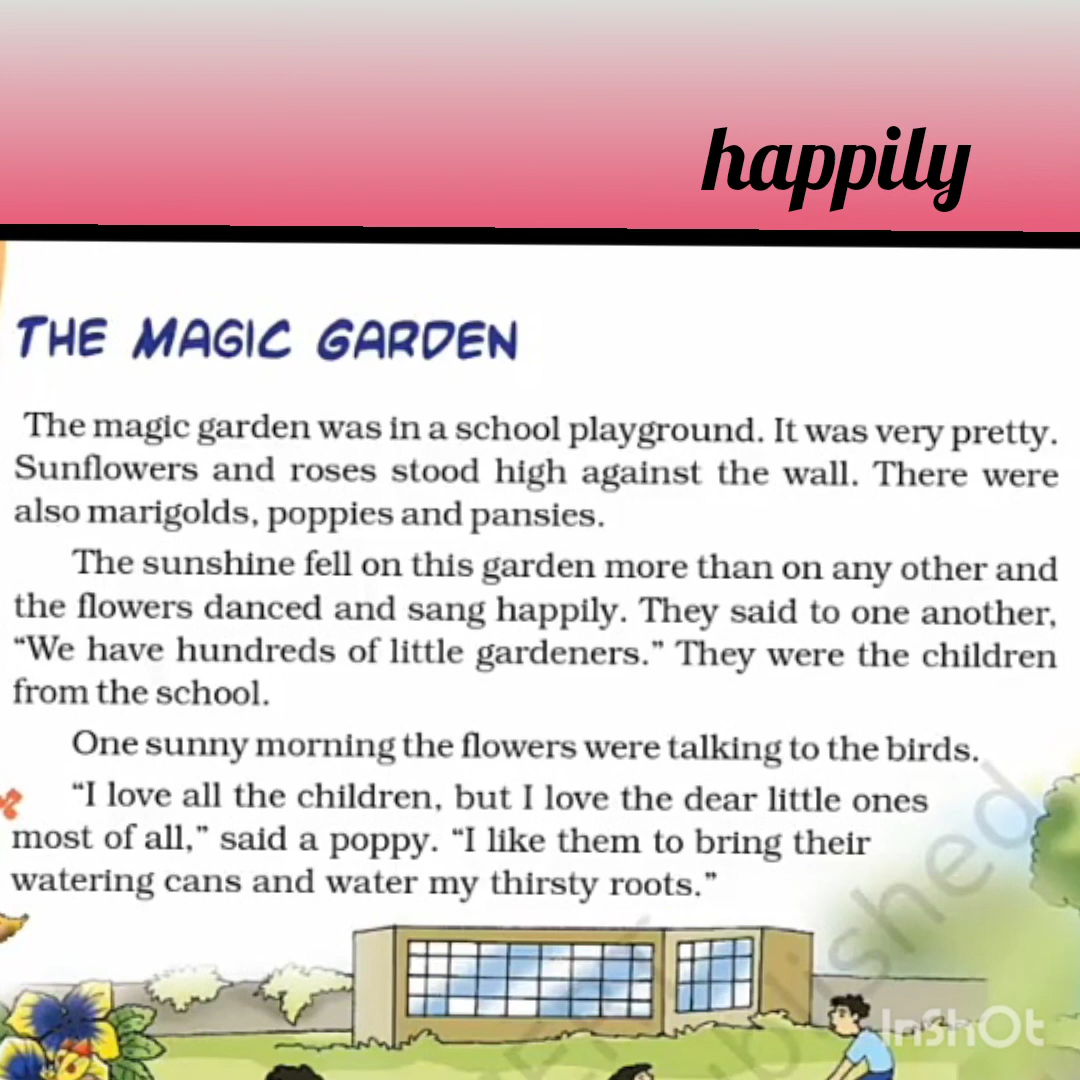 happily
THE MAGIC GARDEN
The magic garden was in a school playground. It was very pretty.
Sunflowers and roses stood high against the wall. There were
also marigolds, poppies and pansies.
The sunshine fell on this garden more than on any other and
the flowers danced and sang happily. They said to one another,
“We have hundreds of little gardeners.” They were the children
from the school.
One sunny morning the flowers were talking to the birds.
“I love all the children, but I love the dear little ones
most of all,” said a poppy. “I like them to bring their
watering cans and water my thirsty roots.”
InShOt